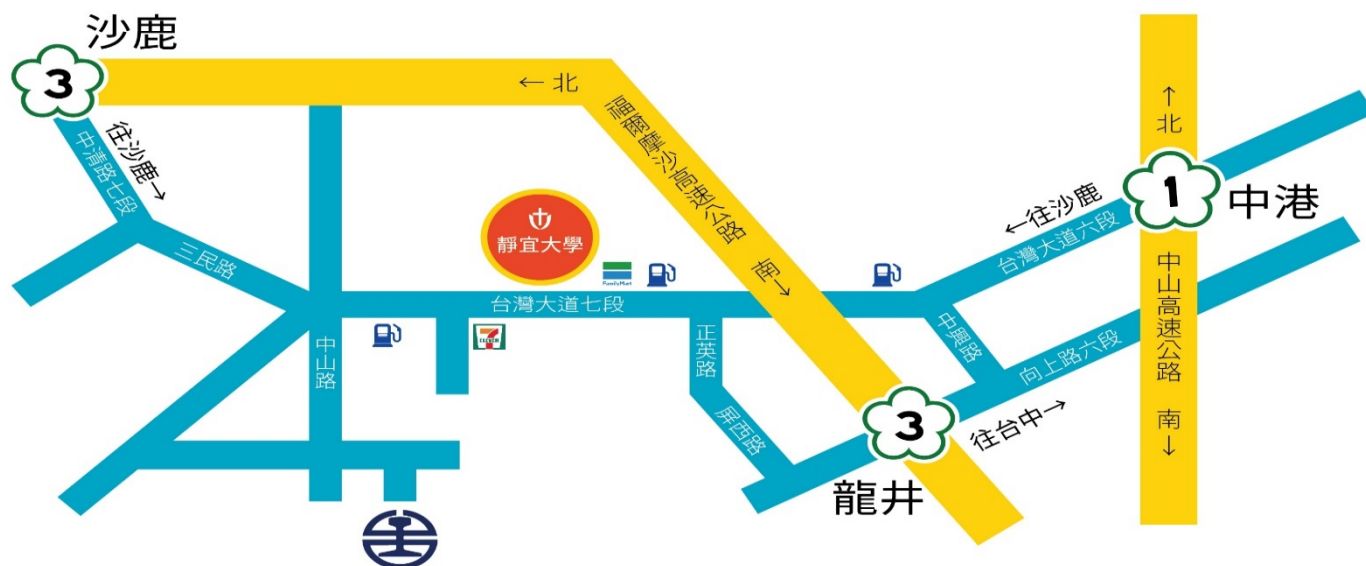 沙鹿
3
← 北
往沙鹿→
中清路七段
三民路
福爾摩沙高速公路 南→
↑北
1
中港
←往沙鹿
台灣大道六段
靜宜大學
FamilyMart
台灣大道七段
7
ELEVEN
中山路
正英路
屏西路
中興路
向上路六段
中山高速公路 南↓
3
往台中→
龍井